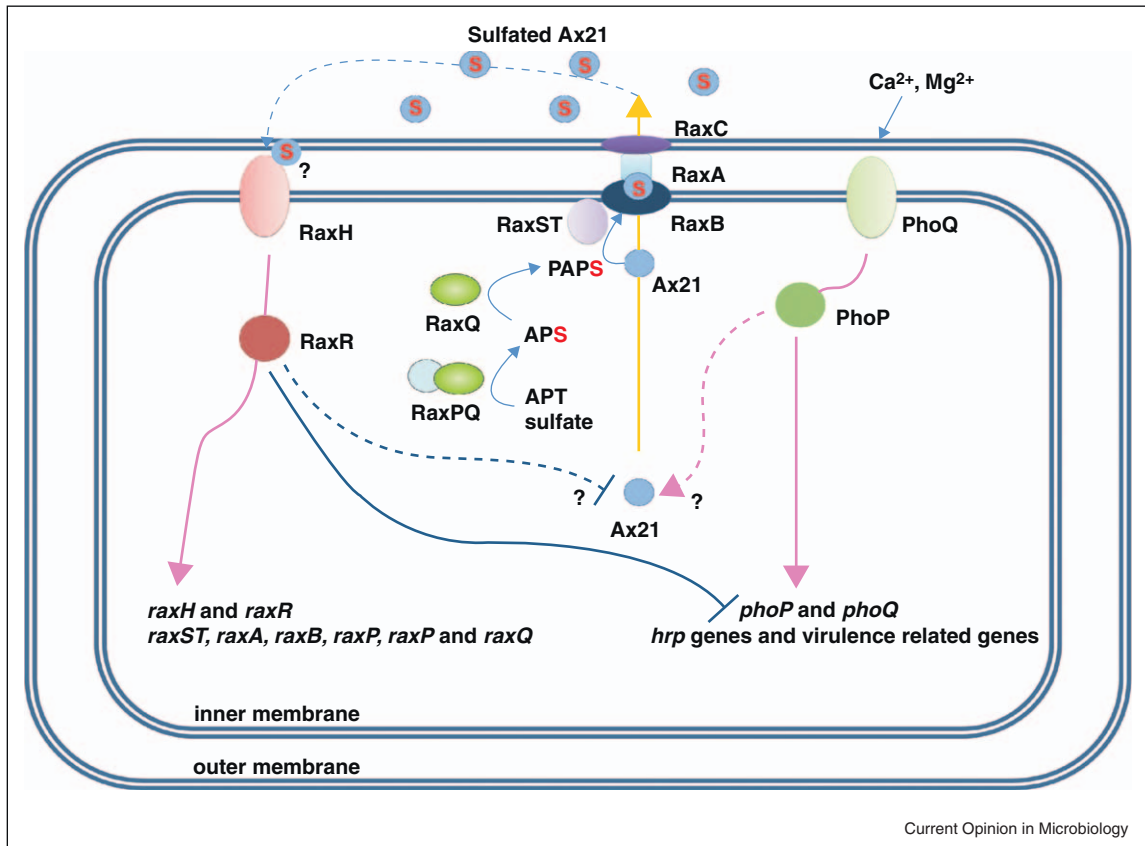 Sulfated Ax21
S
S
S
S
S
Ca2+, Mg2+
RaxC
S
?
RaxA
S
RaxST
RaxB
RaxH
PhoQ
PAPS
Ax21
RaxQ
PhoP
RaxR
APS
RaxPQ
APT
sulfate
?
?
Ax21
raxH and raxR
raxST, raxA, raxB, raxP, raxP and raxQ
phoP and phoQ
hrp genes and virulence related genes
inner membrane
outer membrane
Current Opinion in Microbiology